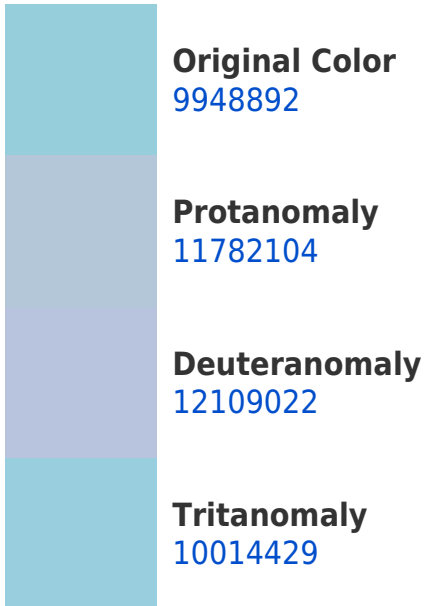 Original Color
9948892
Protanomaly
11782104
Deuteranomaly
12109022
Tritanomaly
10014429